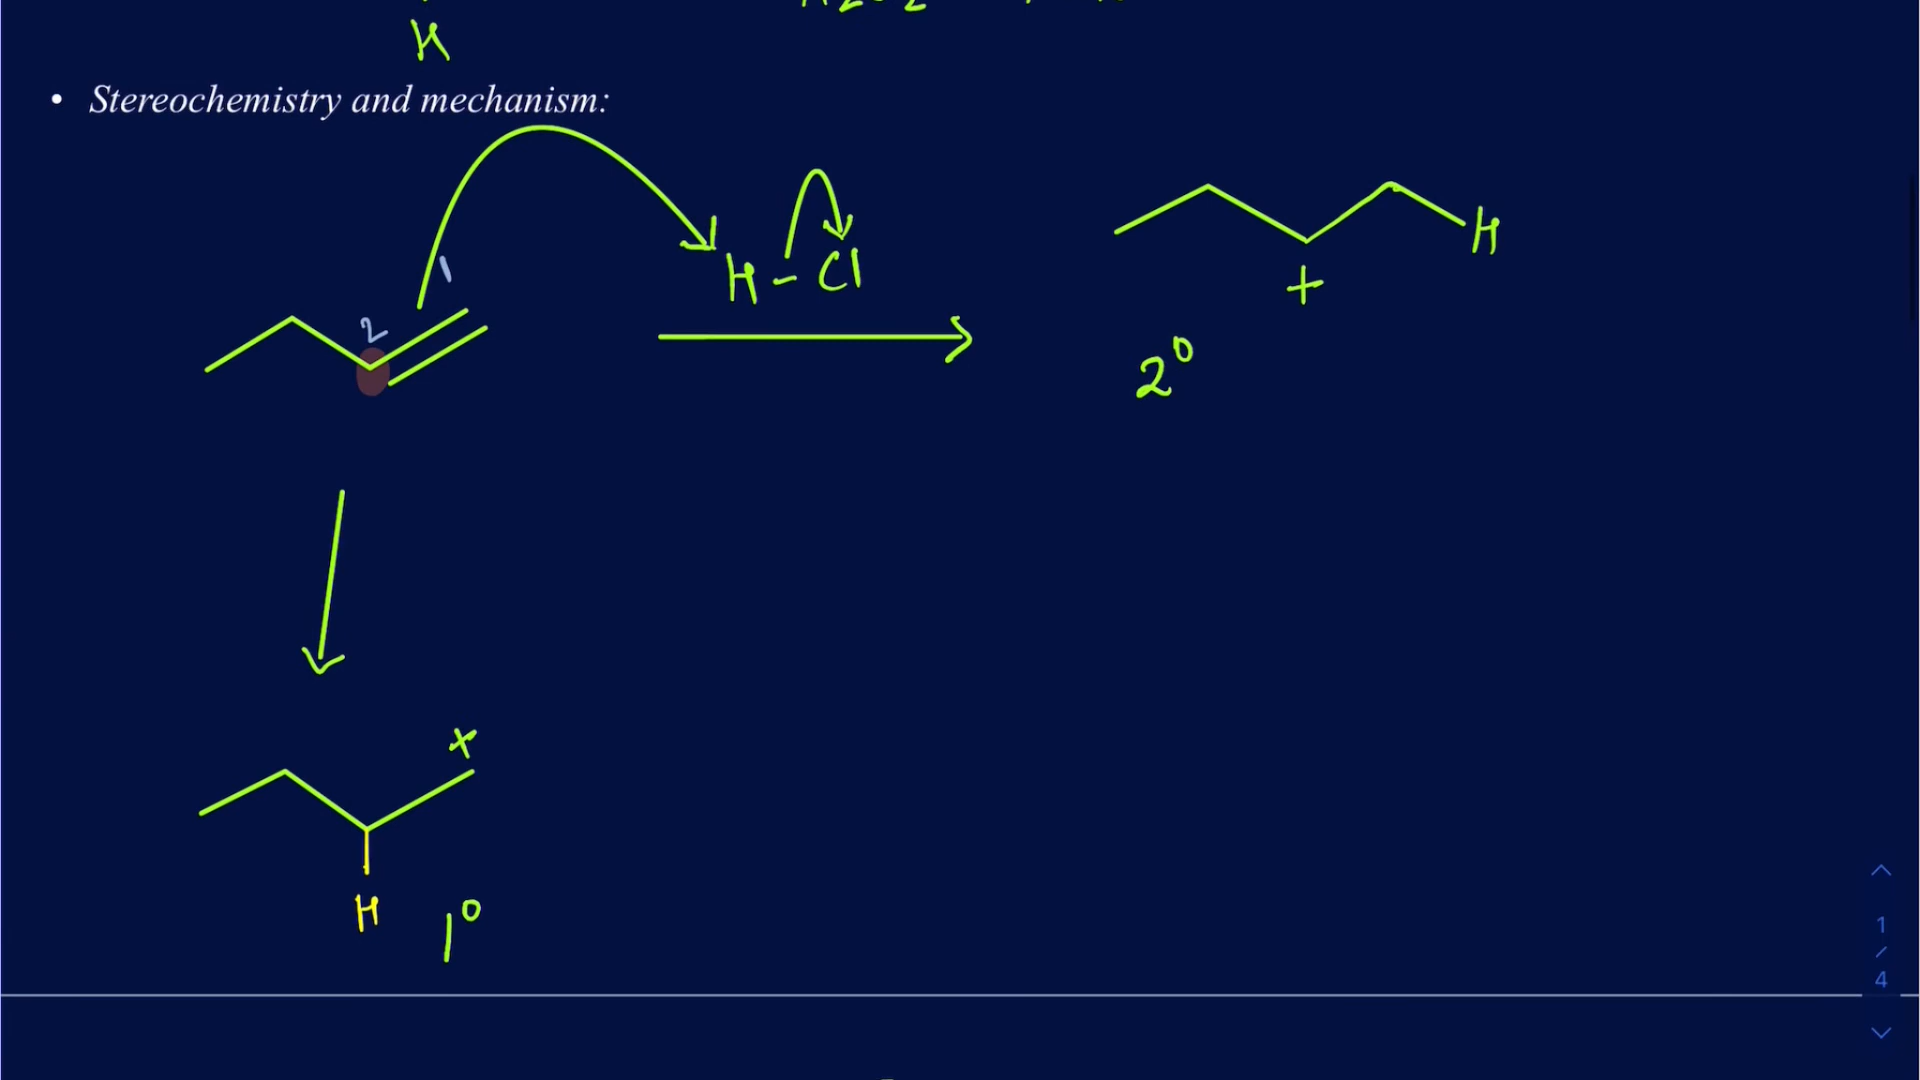 H
• Stereochemistry and mechanism:
H - Cl
H
+
1
2
2°
+
H
1°
1
/
4